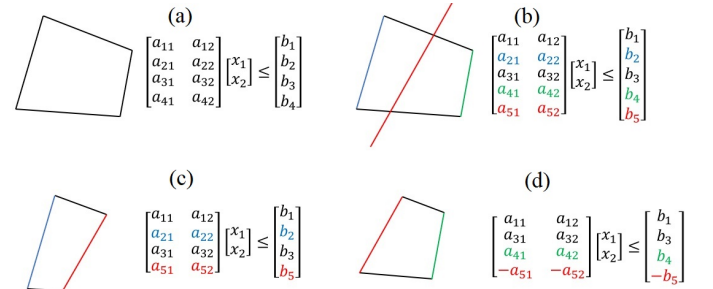 (a)
[a₁₁ a₁₂
a₂₁ a₂₂
a₃₁ a₃₂
a₄₁ a₄₂] [x₁
x₂] ≤ [b₁
b₂
b₃
b₄]
(b)
[a₁₁ a₁₂
a₂₁ a₂₂
a₃₁ a₃₂
a₄₁ a₄₂
a₅₁ a₅₂] [x₁
x₂] ≤ [b₁
b₂
b₃
b₄
b₅]
(c)
[a₁₁ a₁₂
a₂₁ a₂₂
a₃₁ a₃₂
a₅₁ a₅₂] [x₁
x₂] ≤ [b₁
b₂
b₃
b₅]
(d)
[a₁₁ a₁₂
a₃₁ a₃₂
a₄₁ a₄₂
−a₅₁ −a₅₂] [x₁
x₂] ≤ [b₁
b₃
b₄
−b₅]